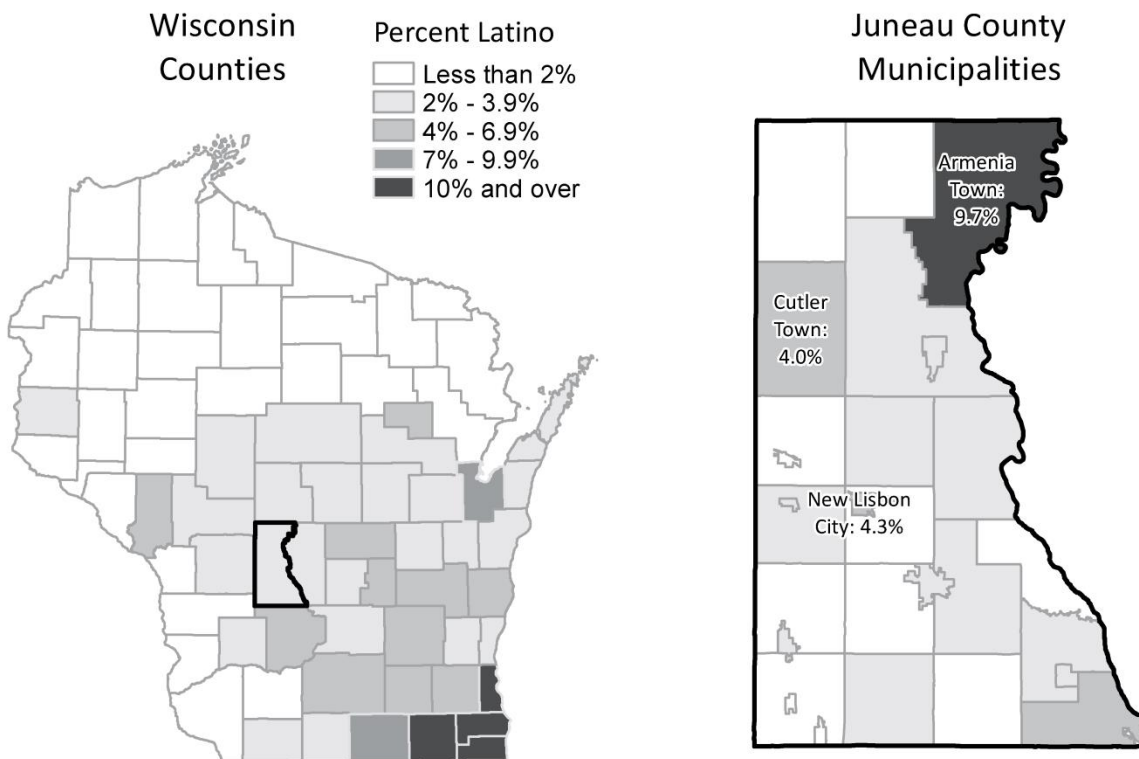 Wisconsin
Counties
Percent Latino
Less than 2%
2% - 3.9%
4% - 6.9%
7% - 9.9%
10% and over
Juneau County
Municipalities
Armenia
Town:
9.7%
Cutler
Town:
4.0%
New Lisbon
City: 4.3%